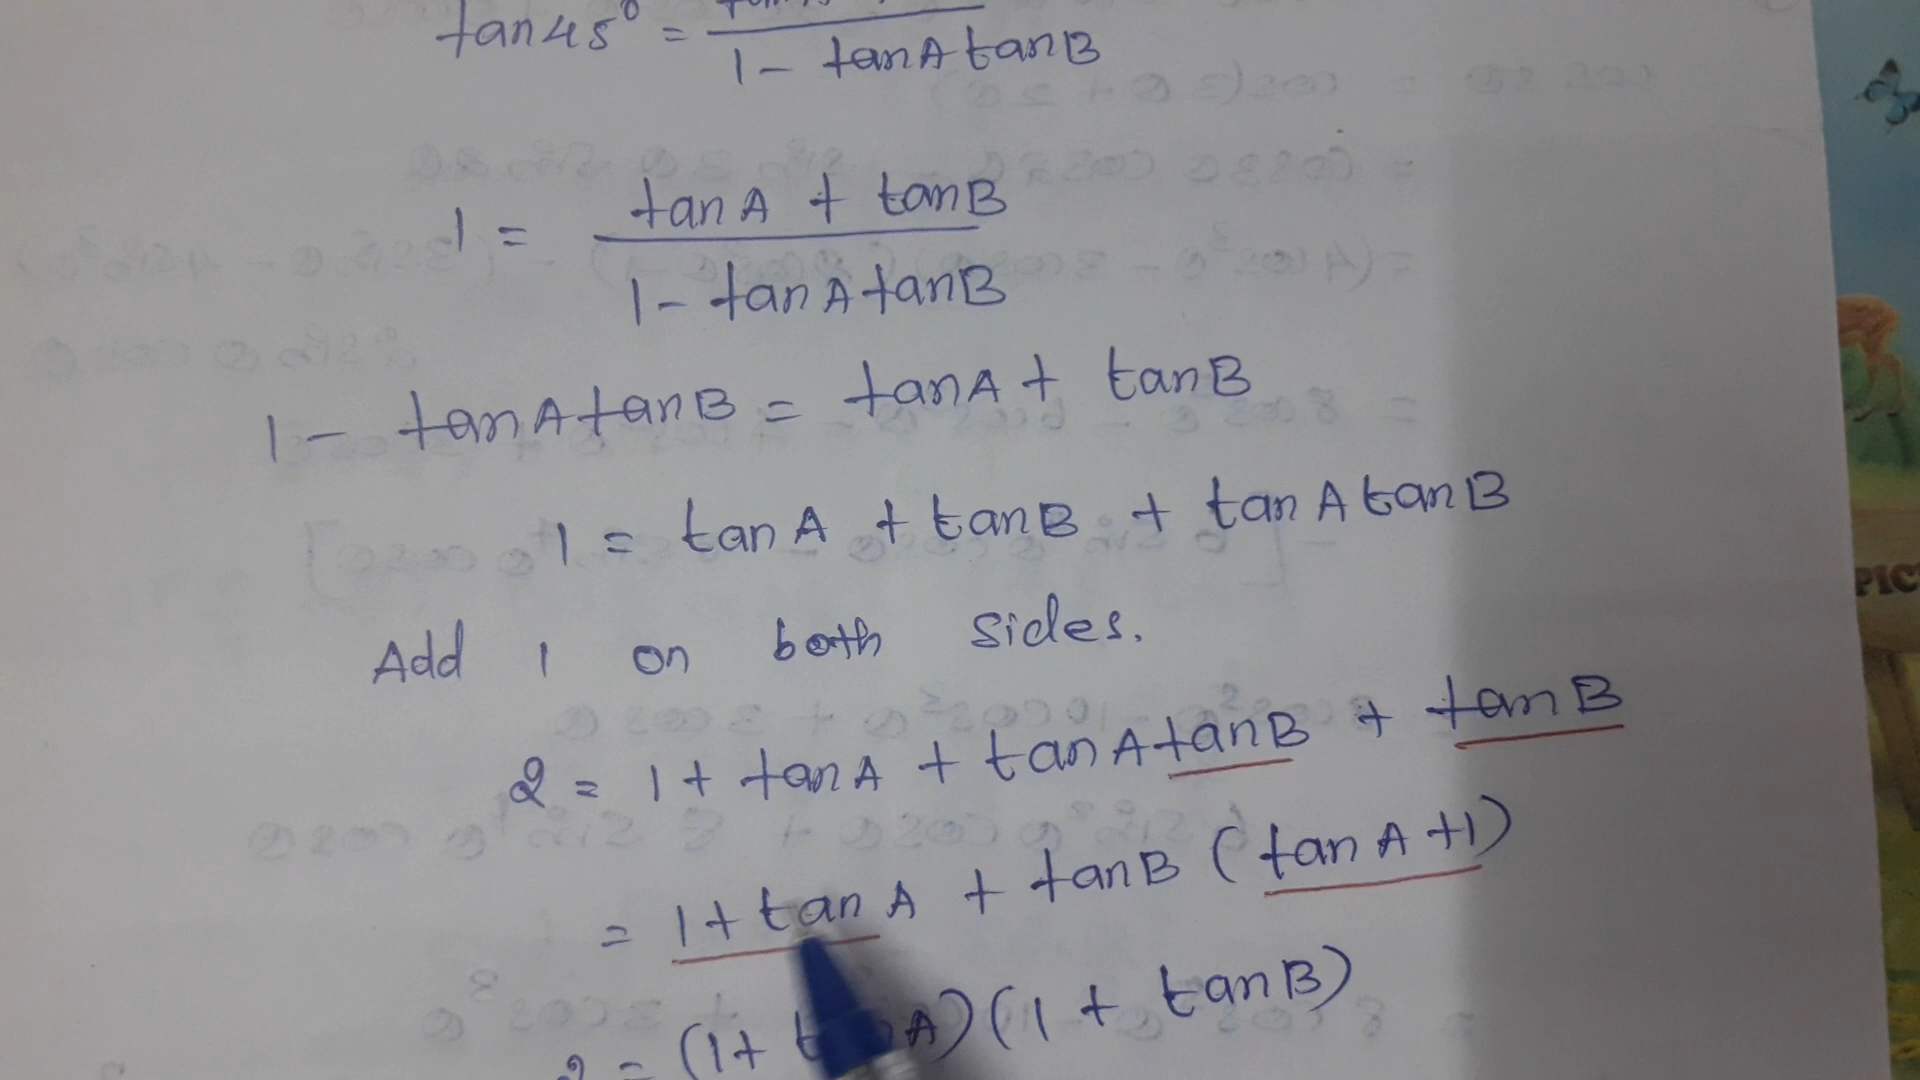 tan45° =
1 - tanA tanB
1 = tanA + tanB
1 - tanA tanB
1 - tanA tanB = tanA + tanB
1 = tanA + tanB + tanA tanB
Add 1 on both sides.
2 = 1 + tanA + tanA tanB + tanB
= 1 + tanA + tanB (tanA +1)
2 = (1 + A) (1 + tanB)
PIC